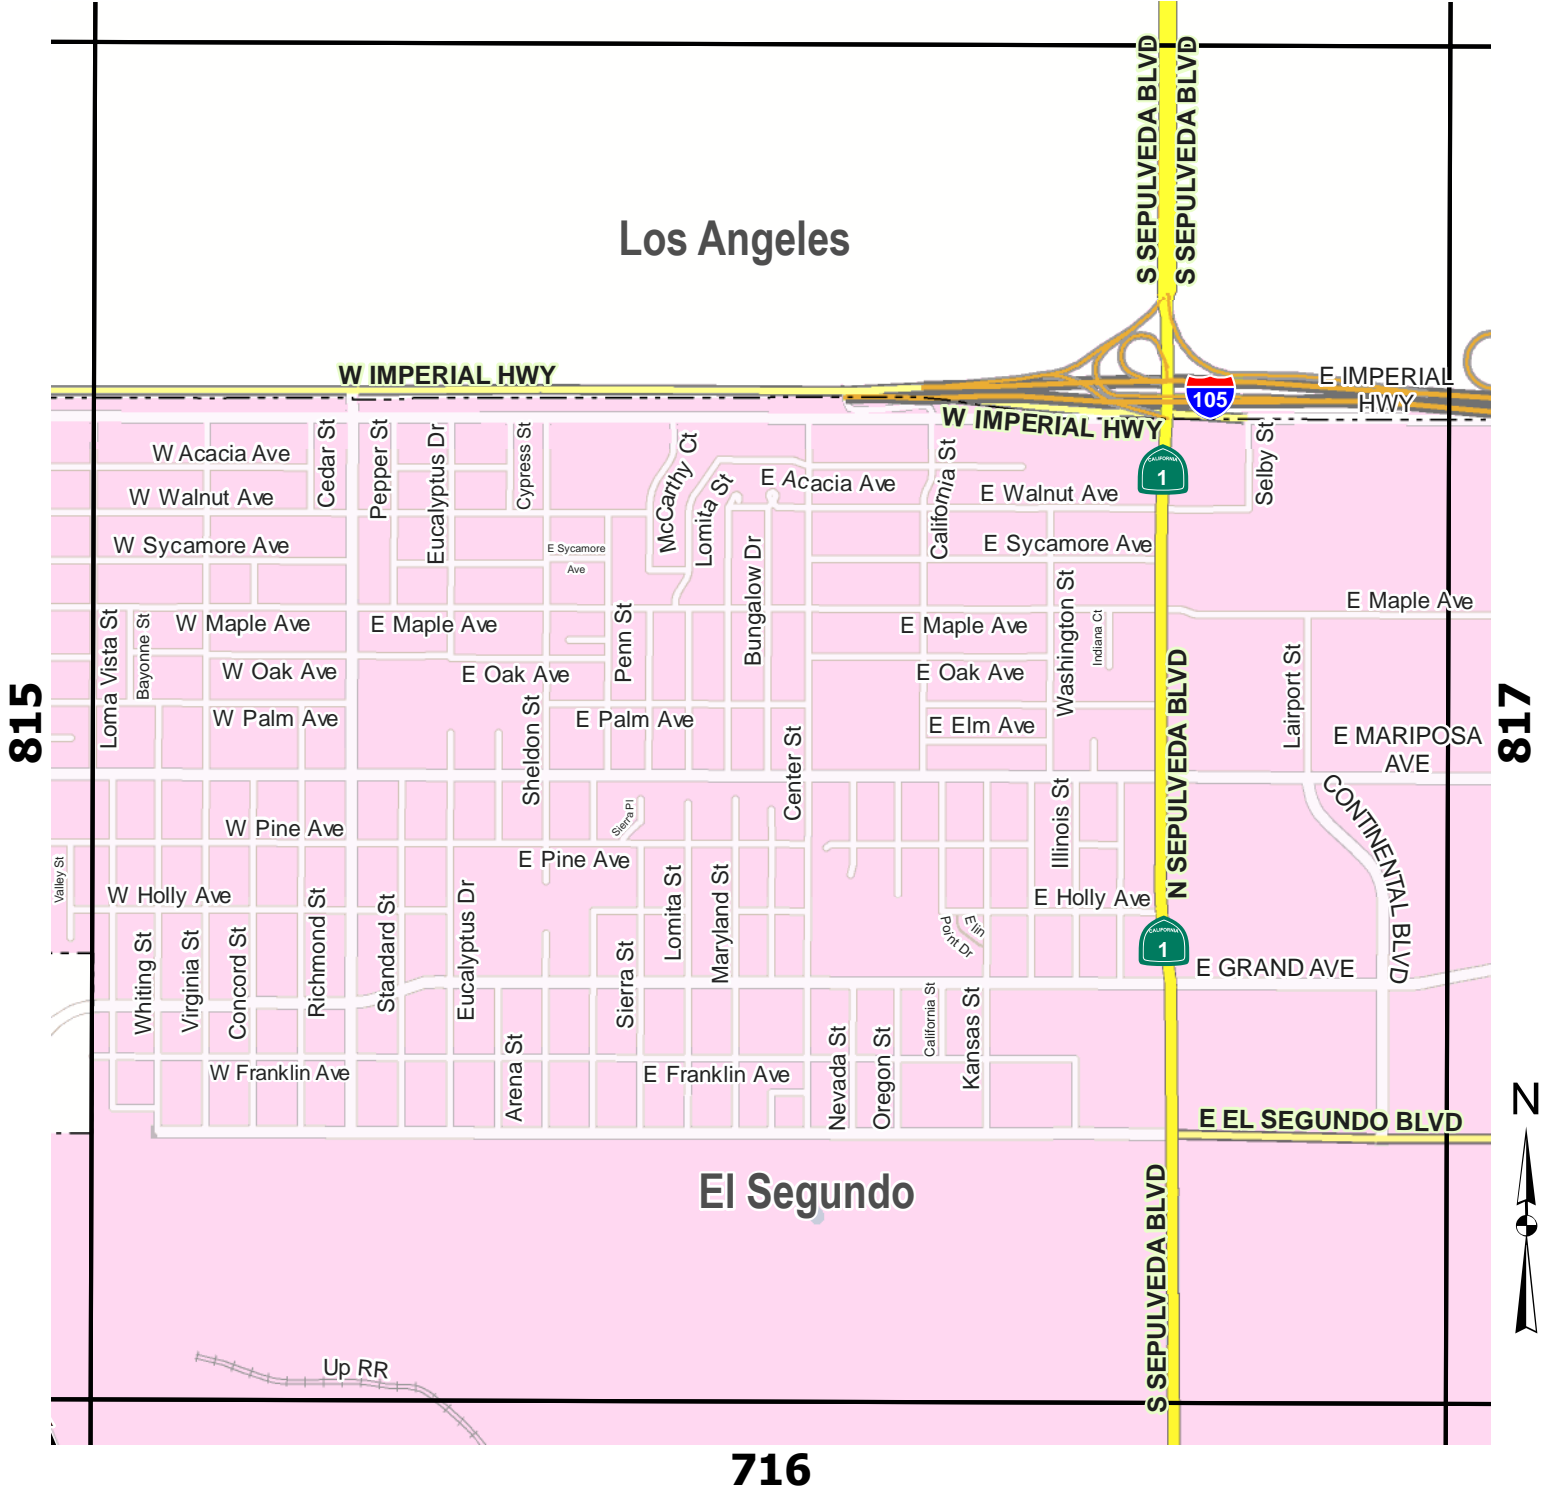 S SEPULVEDA BLVD
S SEPULVEDA BLVD
Los Angeles
W IMPERIAL HWY
E IMPERIAL
HWY
105
W IMPERIAL HWY
CALIFORNIA
1
W Acacia Ave
Cedar St
Pepper St
Eucalyptus Dr
Cypress St
McCarthy Ct
Lomita St
E Acacia Ave
California St
Selby St
W Walnut Ave
E Walnut Ave
W Sycamore Ave
E Sycamore
Ave
Bungalow Dr
E Sycamore Ave
E Maple Ave
Loma Vista St
Bayonne St
W Maple Ave
E Maple Ave
Penn St
E Maple Ave
Washington St
Indiana Ct
W Oak Ave
E Oak Ave
E Oak Ave
N SEPULVEDA BLVD
Lairport St
815
817
W Palm Ave
Sheldon St
E Palm Ave
Center St
E Elm Ave
E MARIPOSA
AVE
CONTINENTAL BLVD
W Pine Ave
Sierra Pl
Illinois St
E Pine Ave
Valley St
W Holly Ave
E Holly Ave
Lomita St
Maryland St
Whiting St
Virginia St
Concord St
Richmond St
Standard St
Eucalyptus Dr
Sierra St
Elin
Point Dr
CALIFORNIA
1
E GRAND AVE
California St
Kansas St
W Franklin Ave
Arena St
E Franklin Ave
Nevada St
Oregon St
E EL SEGUNDO BLVD
N
El Segundo
S SEPULVEDA BLVD
Up RR
716